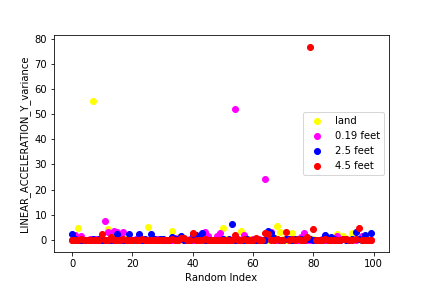 80
70
60
50
40
30
20
10
0
LINEAR_ACCELERATION_Y_variance
land
0.19 feet
2.5 feet
4.5 feet
0 20 40 60 80 100
Random Index